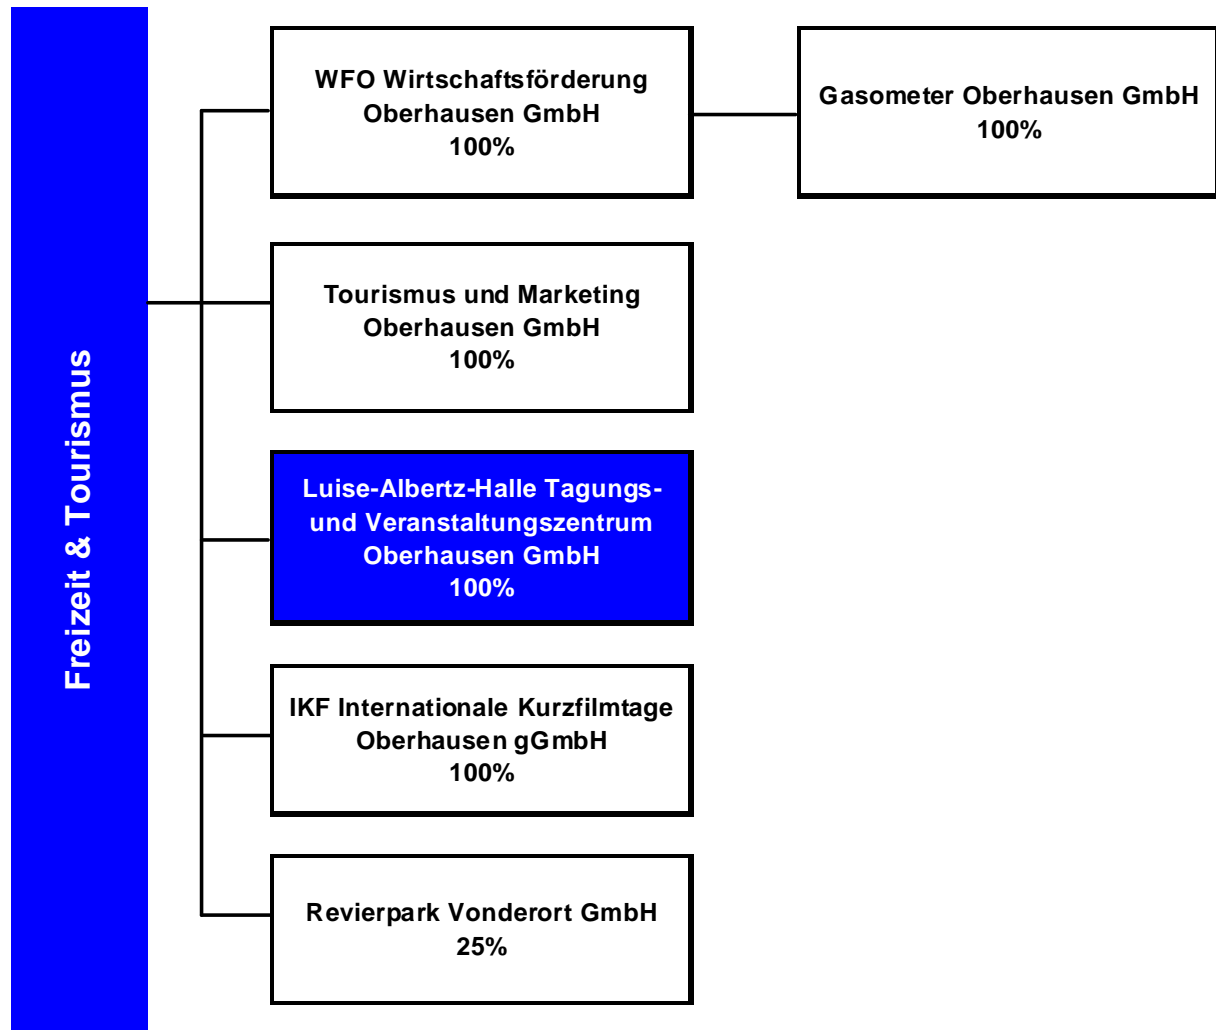 Freizeit & Tourismus
WFO Wirtschaftsförderung
Oberhausen GmbH
100%
Gasometer Oberhausen GmbH
100%
Tourismus und Marketing
Oberhausen GmbH
100%
Luise-Albertz-Halle Tagungs-
und Veranstaltungszentrum
Oberhausen GmbH
100%
IKF Internationale Kurzfilmtage
Oberhausen gGmbH
100%
Revierpark Vonderort GmbH
25%